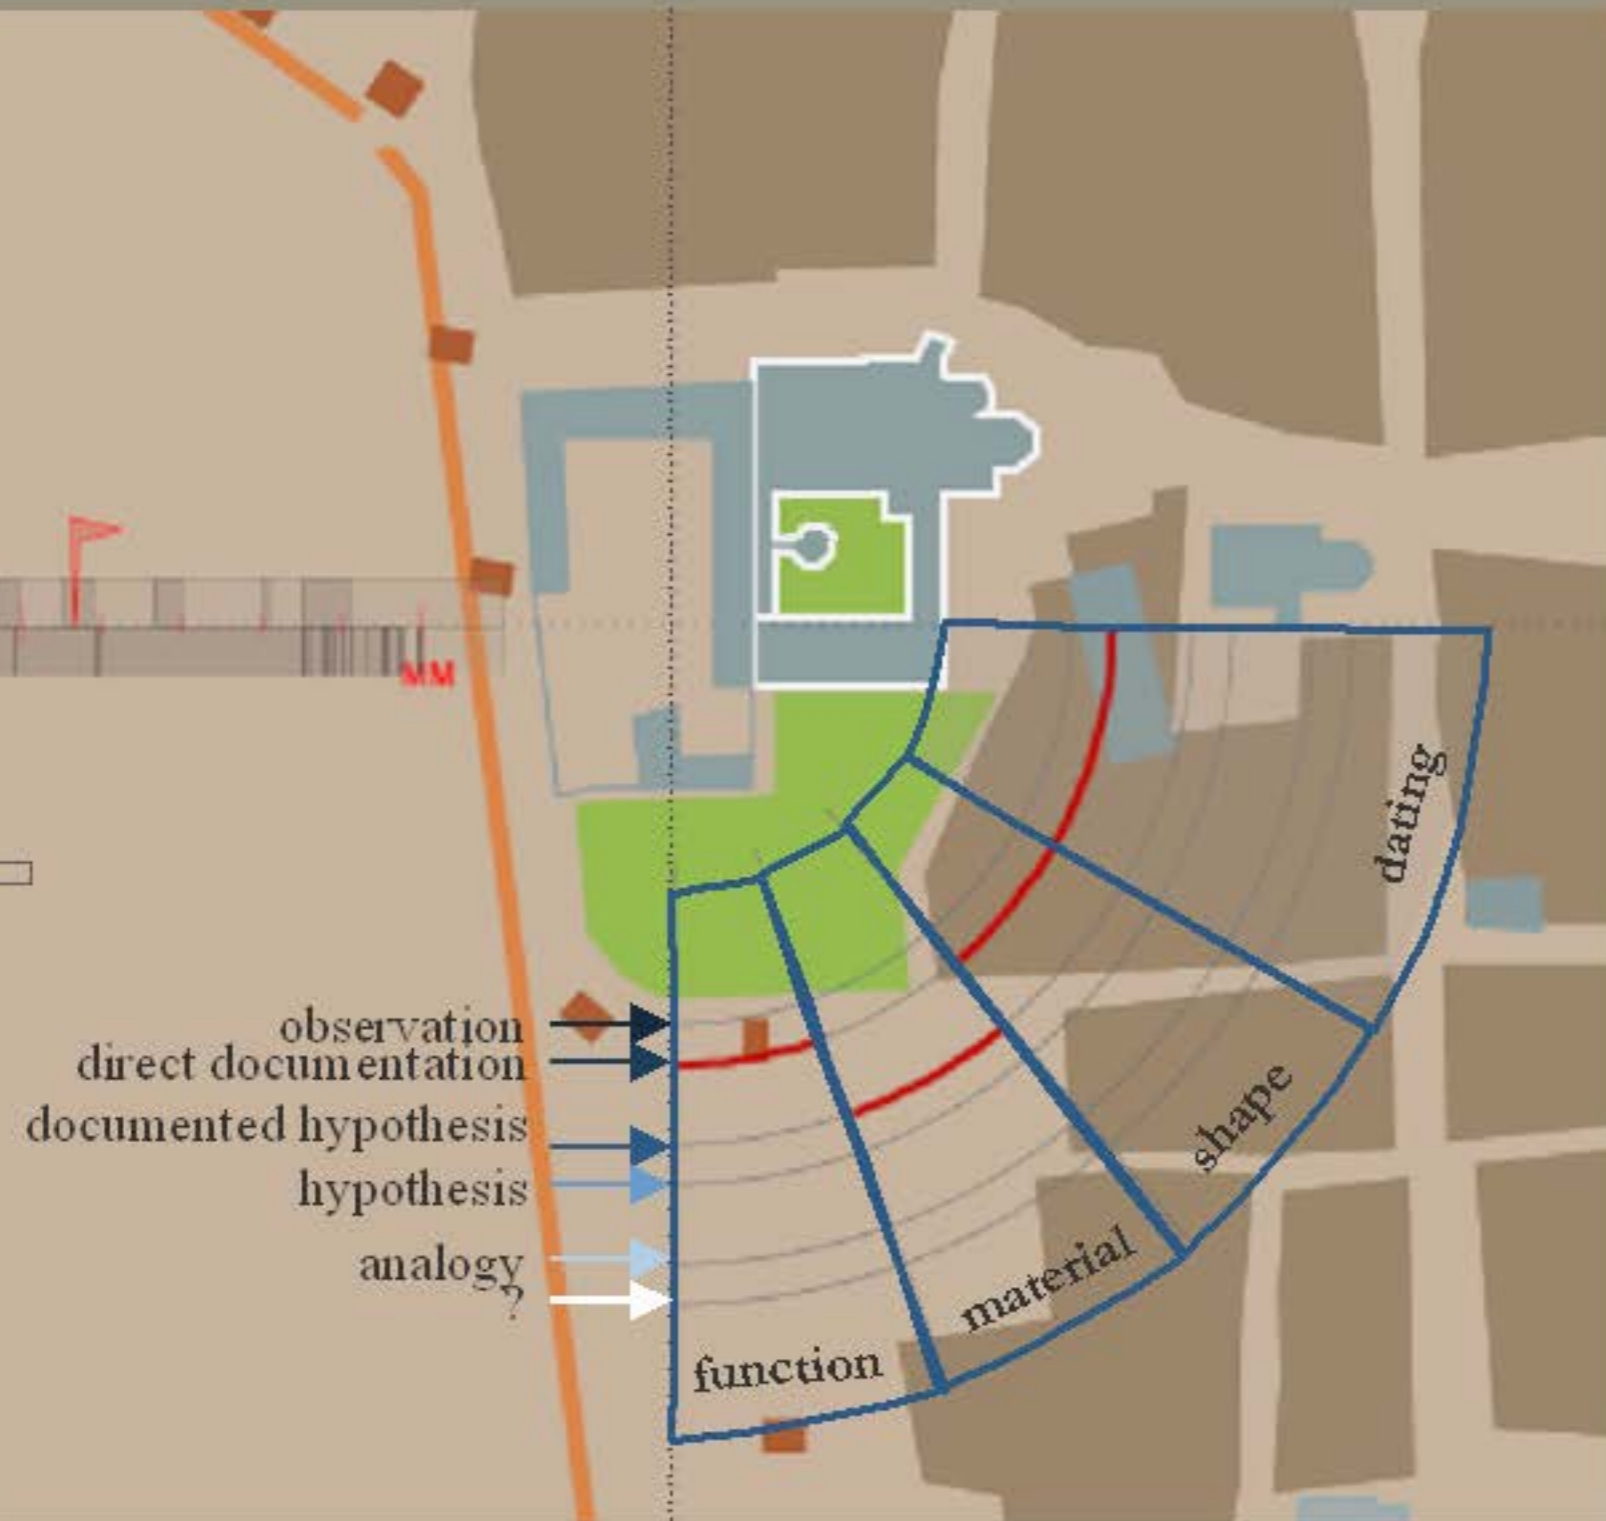 MM
observation
direct documentation
documented hypothesis
hypothesis
analogy
?
function
material
shape
dating